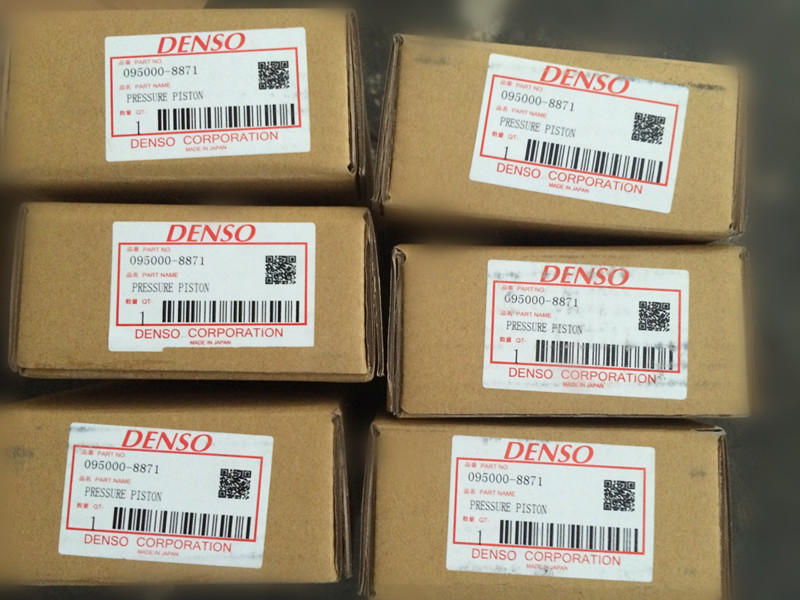 DENSO
品番 PART NO.
095000-8871
品名 PART NAME
PRESSURE PISTON
数量 QT·
1
DENSO CORPORATION
MADE IN JAPAN
DENSO
品番 PART NO.
095000-8871
品名 PART NAME
PRESSURE PISTON
数量 QT·
1
DENSO CORPORATION
MADE IN JAPAN
DENSO
品番 PART NO.
095000-8871
品名 PART NAME
PRESSURE PISTON
数量 QT·
1
DENSO CORPORATION
MADE IN JAPAN
DENSO
品番 PART NO.
095000-8871
品名 PART NAME
PRESSURE PISTON
数量 QT·
1
DENSO CORPORATION
MADE IN JAPAN
DENSO
品番 PART NO.
095000-8871
品名 PART NAME
PRESSURE PISTON
数量 QT·
1
DENSO CORPORATION
MADE IN JAPAN
DENSO
品番 PART NO.
095000-8871
品名 PART NAME
PRESSURE PISTON
数量 QT·
1
DENSO CORPORATION
MADE IN JAPAN